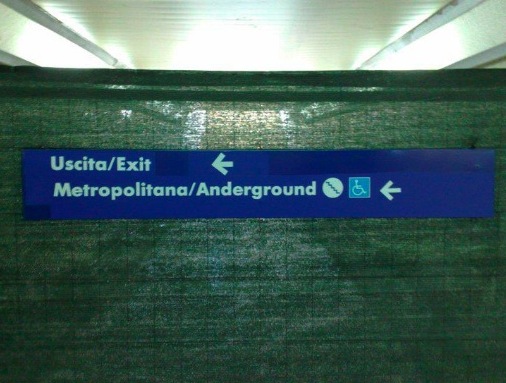 Uscita/Exit ←
Metropolitana/Anderground ←